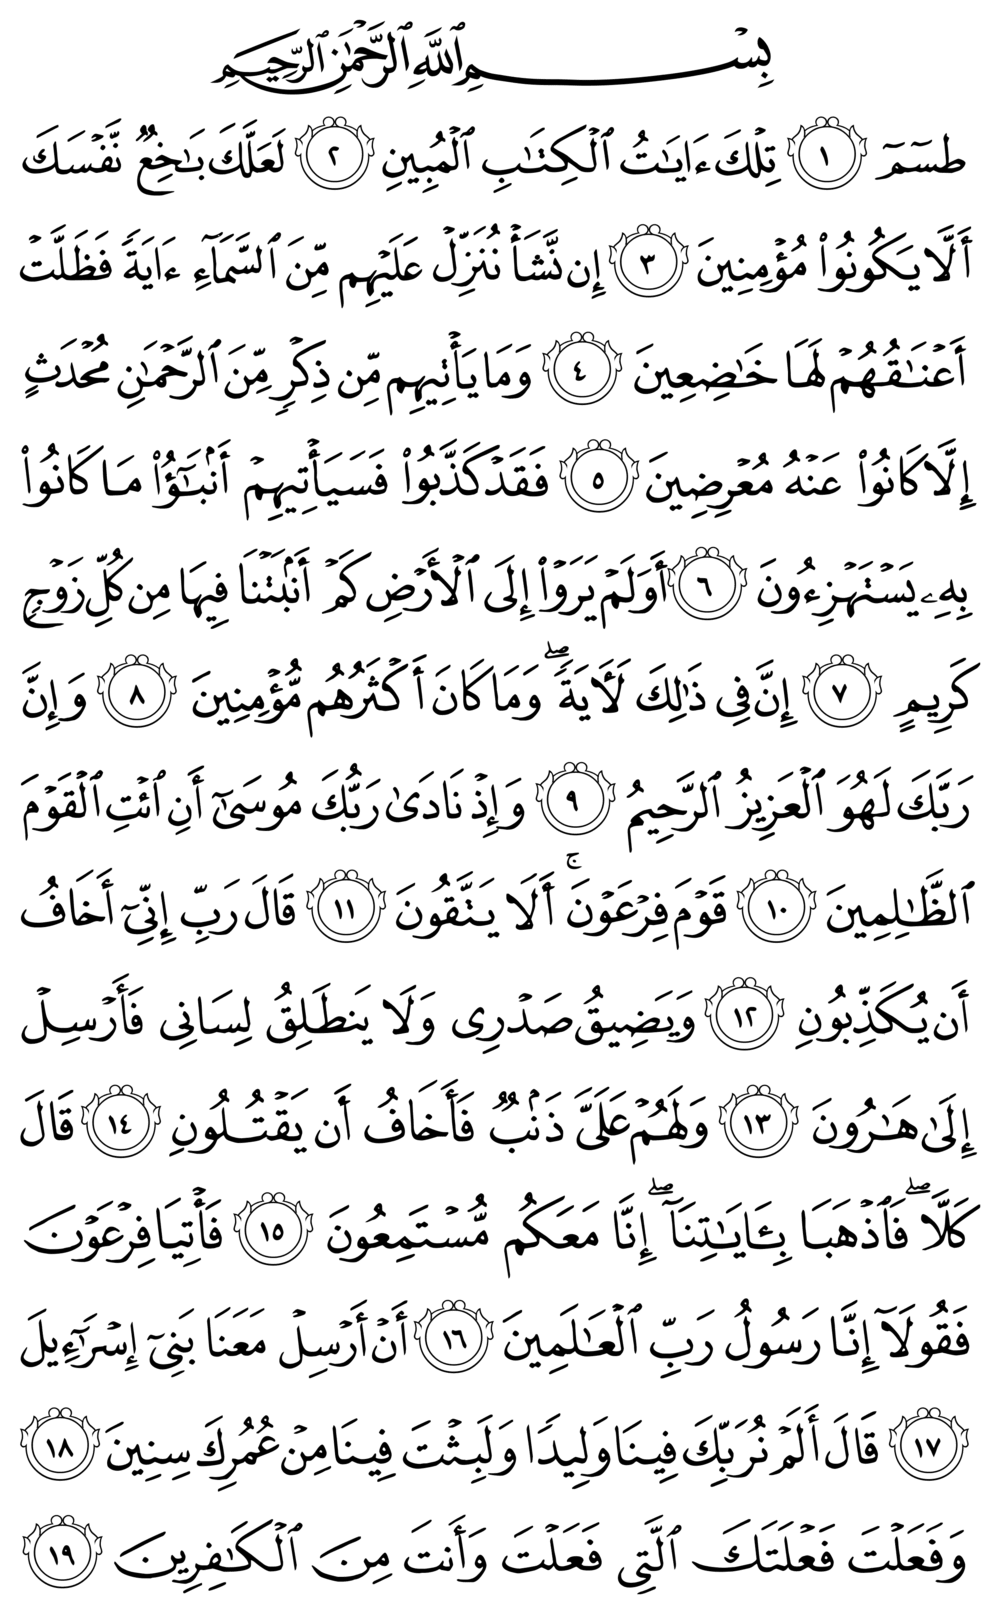 بِسْمِ ٱللَّهِ ٱلرَّحْمَٰنِ ٱلرَّحِيمِ
طسٓمٓ ١ تِلْكَ ءَايَٰتُ ٱلْكِتَٰبِ ٱلْمُبِينِ ٢ لَعَلَّكَ بَٰخِعٌ نَّفْسَكَ
أَلَّا يَكُونُوا۟ مُؤْمِنِينَ ٣ إِن نَّشَأْ نُنَزِّلْ عَلَيْهِم مِّنَ ٱلسَّمَآءِ ءَايَةً فَظَلَّتْ
أَعْنَٰقُهُمْ لَهَا خَٰضِعِينَ ٤ وَمَا يَأْتِيهِم مِّن ذِكْرٍ مِّنَ ٱلرَّحْمَٰنِ مُحْدَثٍ
إِلَّا كَانُوا۟ عَنْهُ مُعْرِضِينَ ٥ فَقَدْ كَذَّبُوا۟ فَسَيَأْتِيهِمْ أَنۢبَٰٓؤُا۟ مَا كَانُوا۟
بِهِۦ يَسْتَهْزِءُونَ ٦ أَوَلَمْ يَرَوْا۟ إِلَى ٱلْأَرْضِ كَمْ أَنۢبَتْنَا فِيهَا مِن كُلِّ زَوْجٍ
كَرِيمٍ ٧ إِنَّ فِى ذَٰلِكَ لَءَايَةً ۖ وَمَا كَانَ أَكْثَرُهُم مُّؤْمِنِينَ ٨ وَإِنَّ
رَبَّكَ لَهُوَ ٱلْعَزِيزُ ٱلرَّحِيمُ ٩ وَإِذْ نَادَىٰ رَبُّكَ مُوسَىٰٓ أَنِ ٱئْتِ ٱلْقَوْمَ
ٱلظَّٰلِمِينَ ١٠ قَوْمَ فِرْعَوْنَ ۚ أَلَا يَتَّقُونَ ١١ قَالَ رَبِّ إِنِّىٓ أَخَافُ
أَن يُكَذِّبُونِ ١٢ وَيَضِيقُ صَدْرِى وَلَا يَنطَلِقُ لِسَانِى فَأَرْسِلْ
إِلَىٰ هَٰرُونَ ١٣ وَلَهُمْ عَلَىَّ ذَنۢبٌ فَأَخَافُ أَن يَقْتُلُونِ ١٤ قَالَ
كَلَّا ۖ فَٱذْهَبَا بِـَٔايَٰتِنَآ ۖ إِنَّا مَعَكُم مُّسْتَمِعُونَ ١٥ فَأْتِيَا فِرْعَوْنَ
فَقُولَآ إِنَّا رَسُولُ رَبِّ ٱلْعَٰلَمِينَ ١٦ أَنْ أَرْسِلْ مَعَنَا بَنِىٓ إِسْرَٰٓءِيلَ
١٧ قَالَ أَلَمْ نُرَبِّكَ فِينَا وَلِيدًا وَلَبِثْتَ فِينَا مِنْ عُمُرِكَ سِنِينَ ١٨
وَفَعَلْتَ فَعْلَتَكَ ٱلَّتِى فَعَلْتَ وَأَنتَ مِنَ ٱلْكَٰفِرِينَ ١٩